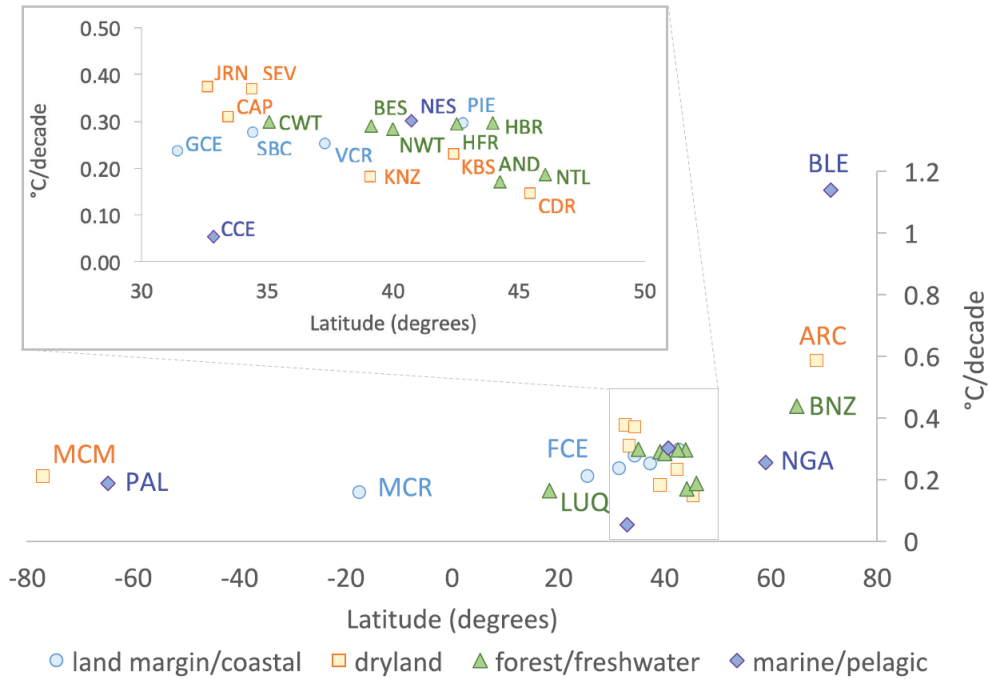 0.50
0.40
0.30
0.20
0.10
0.00
°C/decade
JRN SEV
CAP
CWT
GCE
SBC
VCR
BES
NES
PIE
NWT
HFR
HBR
KNZ
KBS
AND
NTL
CDR
CCE
30 35 40 45 50
Latitude (degrees)
BLE
1.2
1
0.8
0.6
0.4
0.2
0
°C/decade
ARC
BNZ
NGA
FCE
LUQ
MCM
PAL
MCR
-80 -60 -40 -20 0 20 40 60 80
Latitude (degrees)
land margin/coastal dryland forest/freshwater marine/pelagic